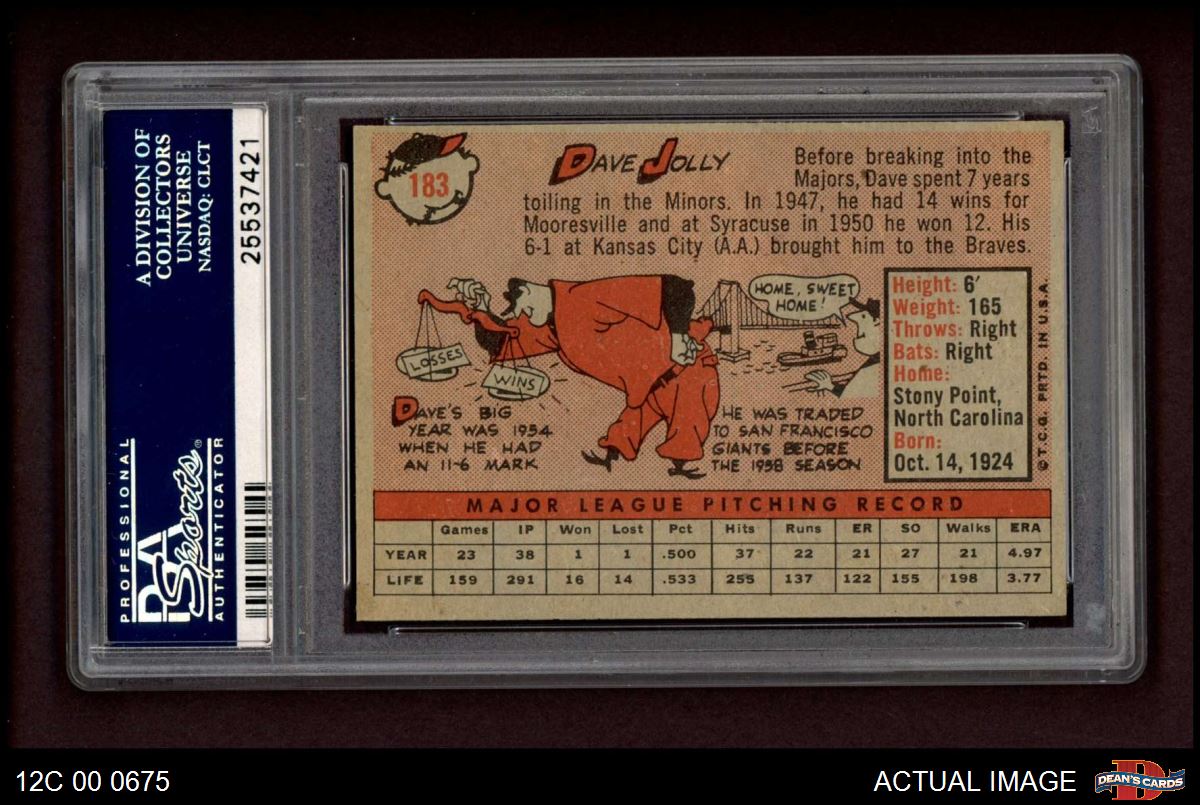 A DIVISION OF
COLLECTORS
UNIVERSE
NASDAQ: CLCT
25537421
PROFESSIONAL
PSA
Sports®
AUTHENTICATOR
183
DAVE JOLLY
Before breaking into the
Majors, Dave spent 7 years
toiling in the Minors. In 1947, he had 14 wins for
Mooresville and at Syracuse in 1950 he won 12. His
6-1 at Kansas City (A.A.) brought him to the Braves.
LOSSES
WINS
HOME, SWEET
HOME!
DAVE'S BIG
YEAR WAS 1954
WHEN HE HAD
AN 11-6 MARK
HE WAS TRADED
TO SAN FRANCISCO
GIANTS BEFORE
THE 1958 SEASON
Height: 6'
Weight: 165
Throws: Right
Bats: Right
Home:
Stony Point,
North Carolina
Born:
Oct. 14, 1924
©T.C.G. PRTD. IN U.S.A.
MAJOR LEAGUE PITCHING RECORD
Games IP Won Lost Pct Hits Runs ER SO Walks ERA
YEAR 23 38 1 1 .500 37 22 21 27 21 4.97
LIFE 159 291 16 14 .533 255 137 122 155 198 3.77
12C 00 0675
ACTUAL IMAGE
DEAN'S CARDS